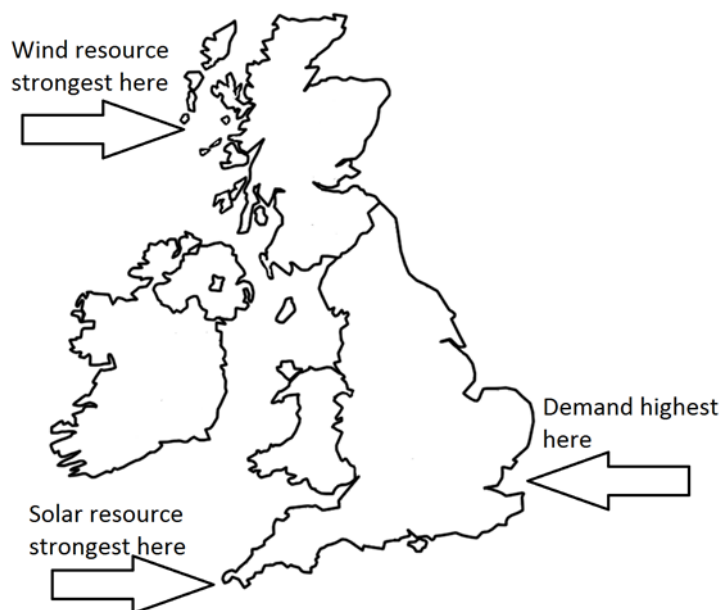 Wind resource
strongest here
Demand highest
here
Solar resource
strongest here